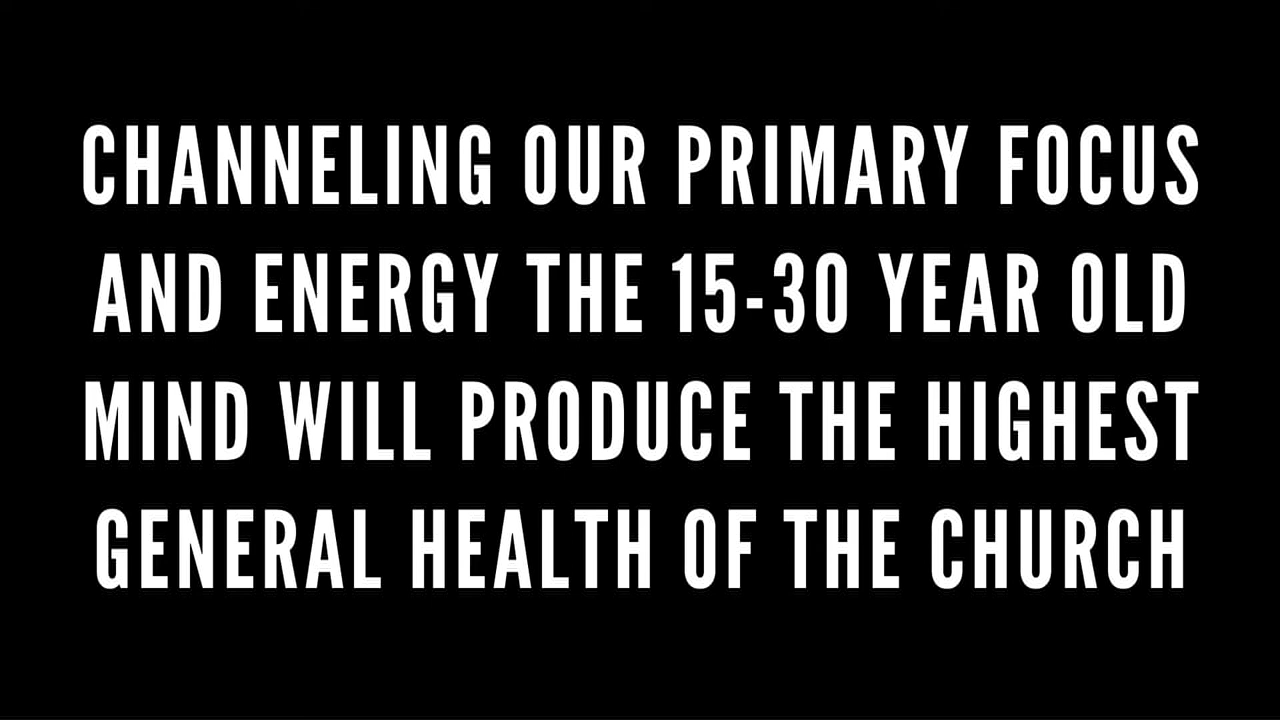 CHANNELING OUR PRIMARY FOCUS
AND ENERGY THE 15-30 YEAR OLD
MIND WILL PRODUCE THE HIGHEST
GENERAL HEALTH OF THE CHURCH